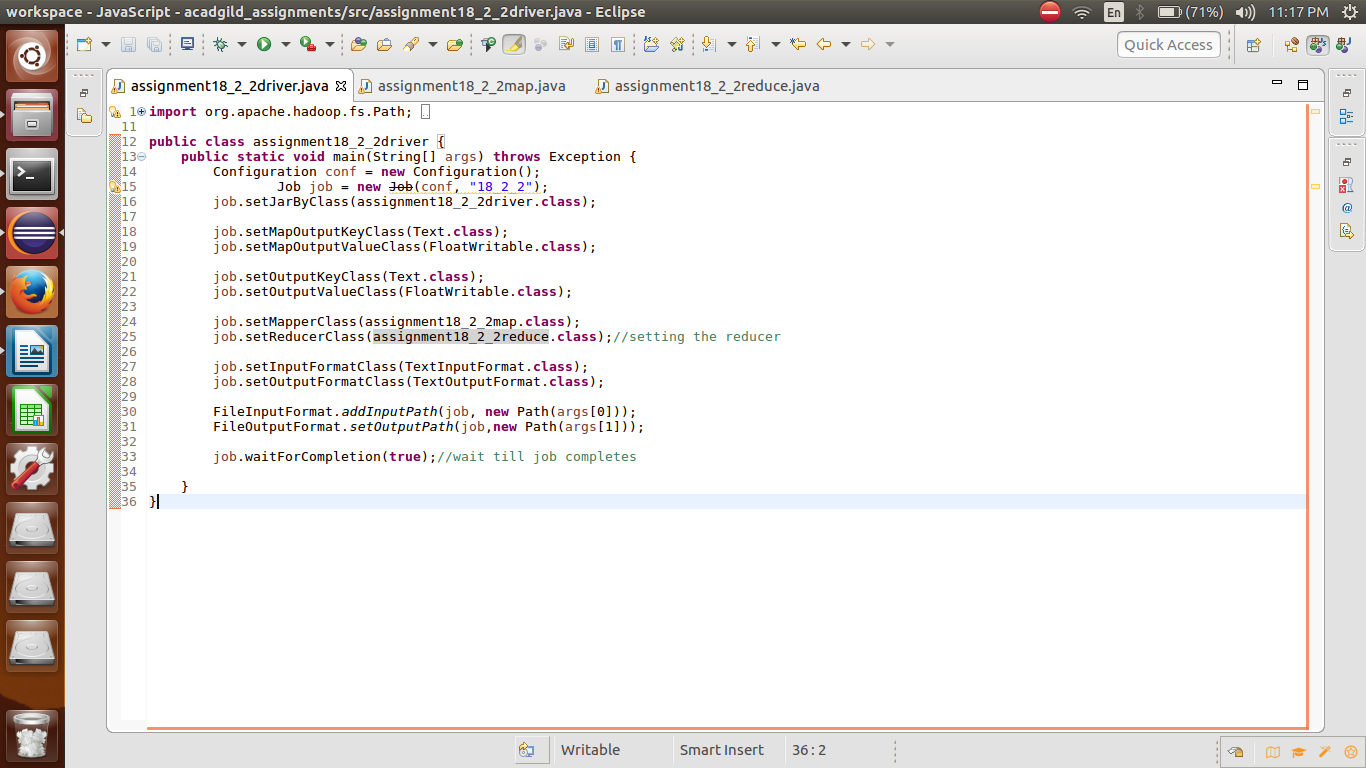 workspace - JavaScript - acadgild_assignments/src/assignment18_2_2driver.java - Eclipse
En (71%) 11:17 PM
Quick Access
assignment18_2_2driver.java assignment18_2_2map.java assignment18_2_2reduce.java
1 import org.apache.hadoop.fs.Path;
11
12 public class assignment18_2_2driver {
13 public static void main(String[] args) throws Exception {
14 Configuration conf = new Configuration();
15 Job job = new Job(conf, "18_2_2");
16 job.setJarByClass(assignment18_2_2driver.class);
17
18 job.setMapOutputKeyClass(Text.class);
19 job.setMapOutputValueClass(FloatWritable.class);
20
21 job.setOutputKeyClass(Text.class);
22 job.setOutputValueClass(FloatWritable.class);
23
24 job.setMapperClass(assignment18_2_2map.class);
25 job.setReducerClass(assignment18_2_2reduce.class);//setting the reducer
26
27 job.setInputFormatClass(TextInputFormat.class);
28 job.setOutputFormatClass(TextOutputFormat.class);
29
30 FileInputFormat.addInputPath(job, new Path(args[0]));
31 FileOutputFormat.setOutputPath(job,new Path(args[1]));
32
33 job.waitForCompletion(true);//wait till job completes
34
35 }
36 }
Writable Smart Insert 36 : 2